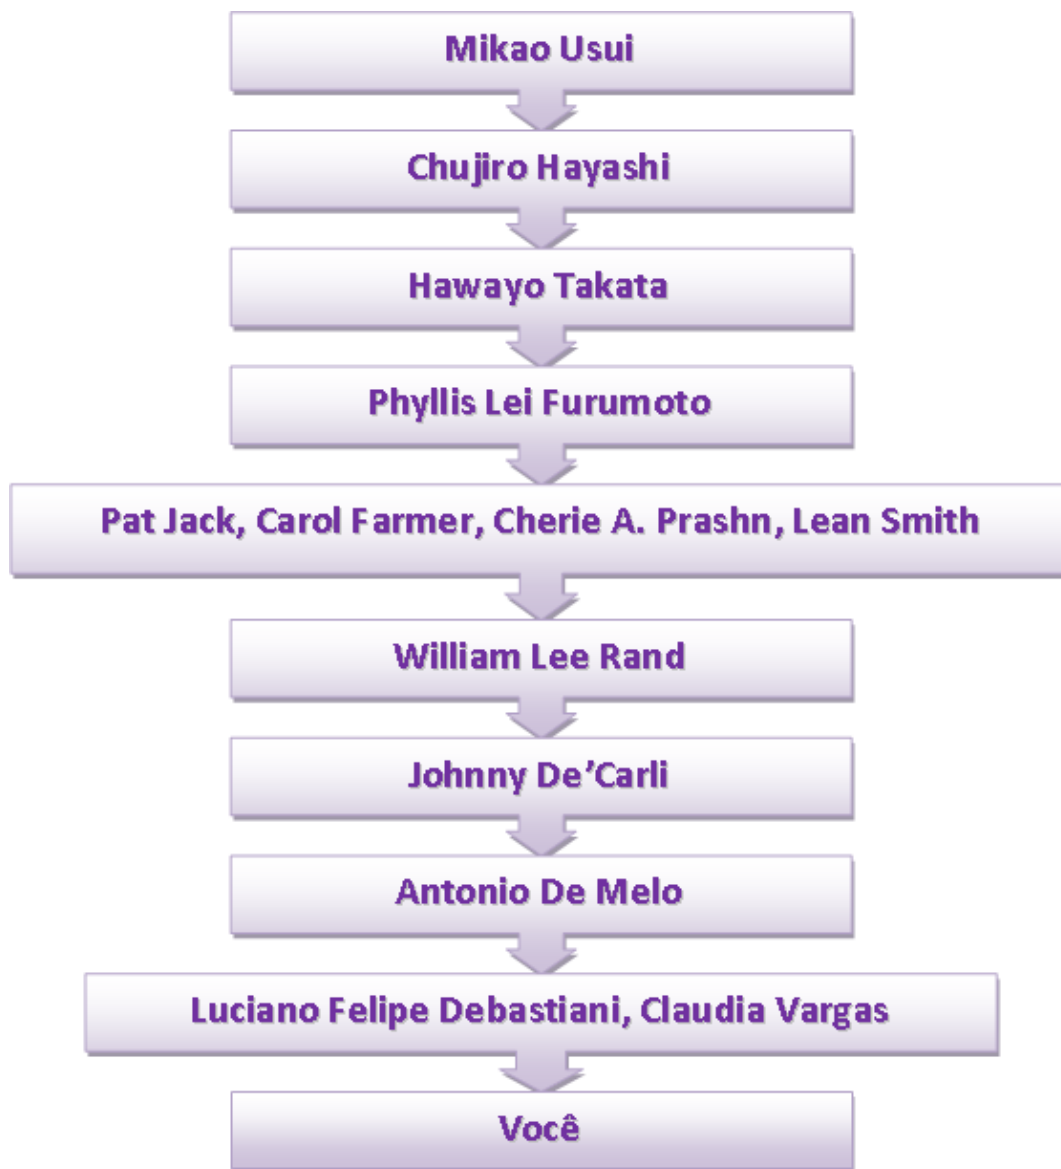 Mikao Usui
Chujiro Hayashi
Hawayo Takata
Phyllis Lei Furumoto
Pat Jack, Carol Farmer, Cherie A. Prashn, Lean Smith
William Lee Rand
Johnny De’Carli
Antonio De Melo
Luciano Felipe Debastiani, Claudia Vargas
Você